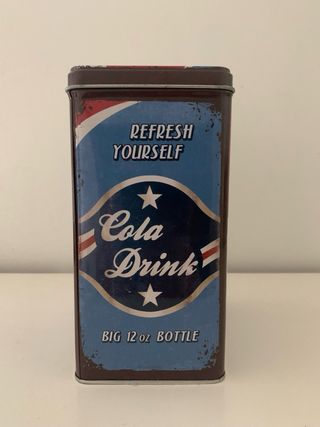 REFRESH
YOURSELF
Cola
Drink
BIG 12 oz BOTTLE